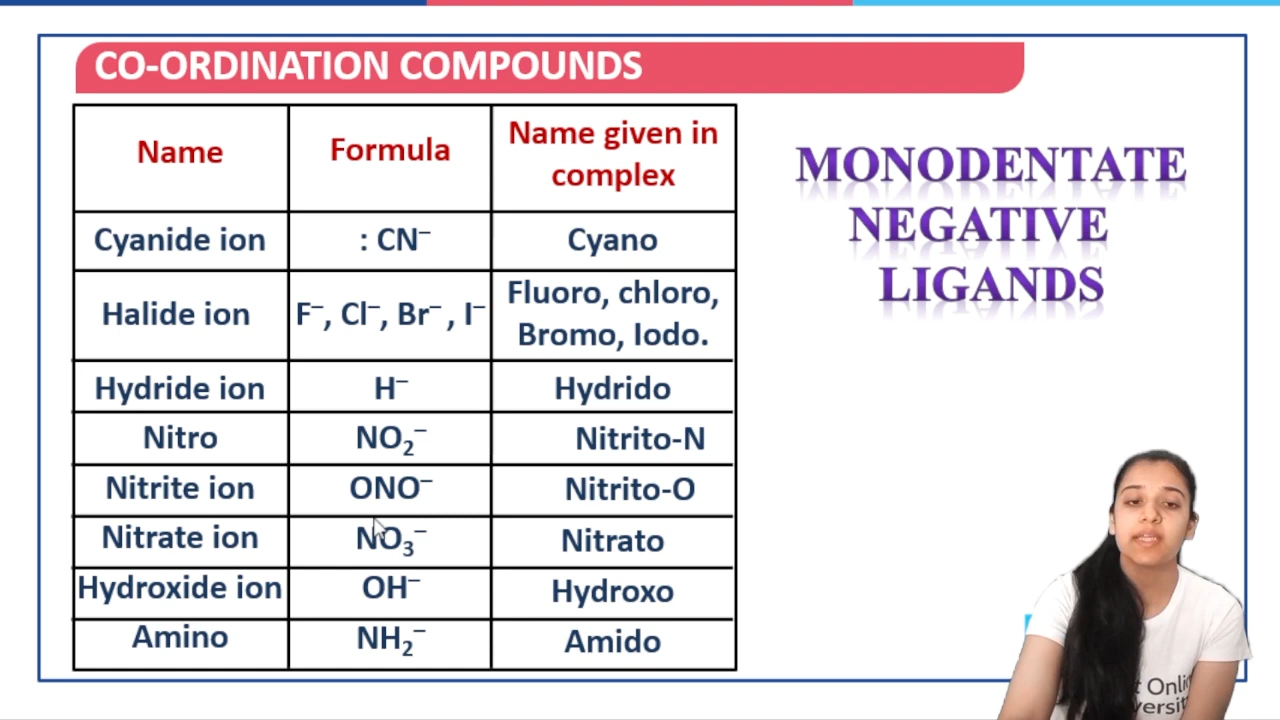 CO-ORDINATION COMPOUNDS
Name Formula Name given in
complex
Cyanide ion : CN⁻ Cyano
Halide ion F⁻, Cl⁻, Br⁻ , I⁻ Fluoro, chloro,
Bromo, Iodo.
Hydride ion H⁻ Hydrido
Nitro NO₂⁻ Nitrito-N
Nitrite ion ONO⁻ Nitrito-O
Nitrate ion NO₃⁻ Nitrato
Hydroxide ion OH⁻ Hydroxo
Amino NH₂⁻ Amido
MONODENTATE
NEGATIVE
LIGANDS